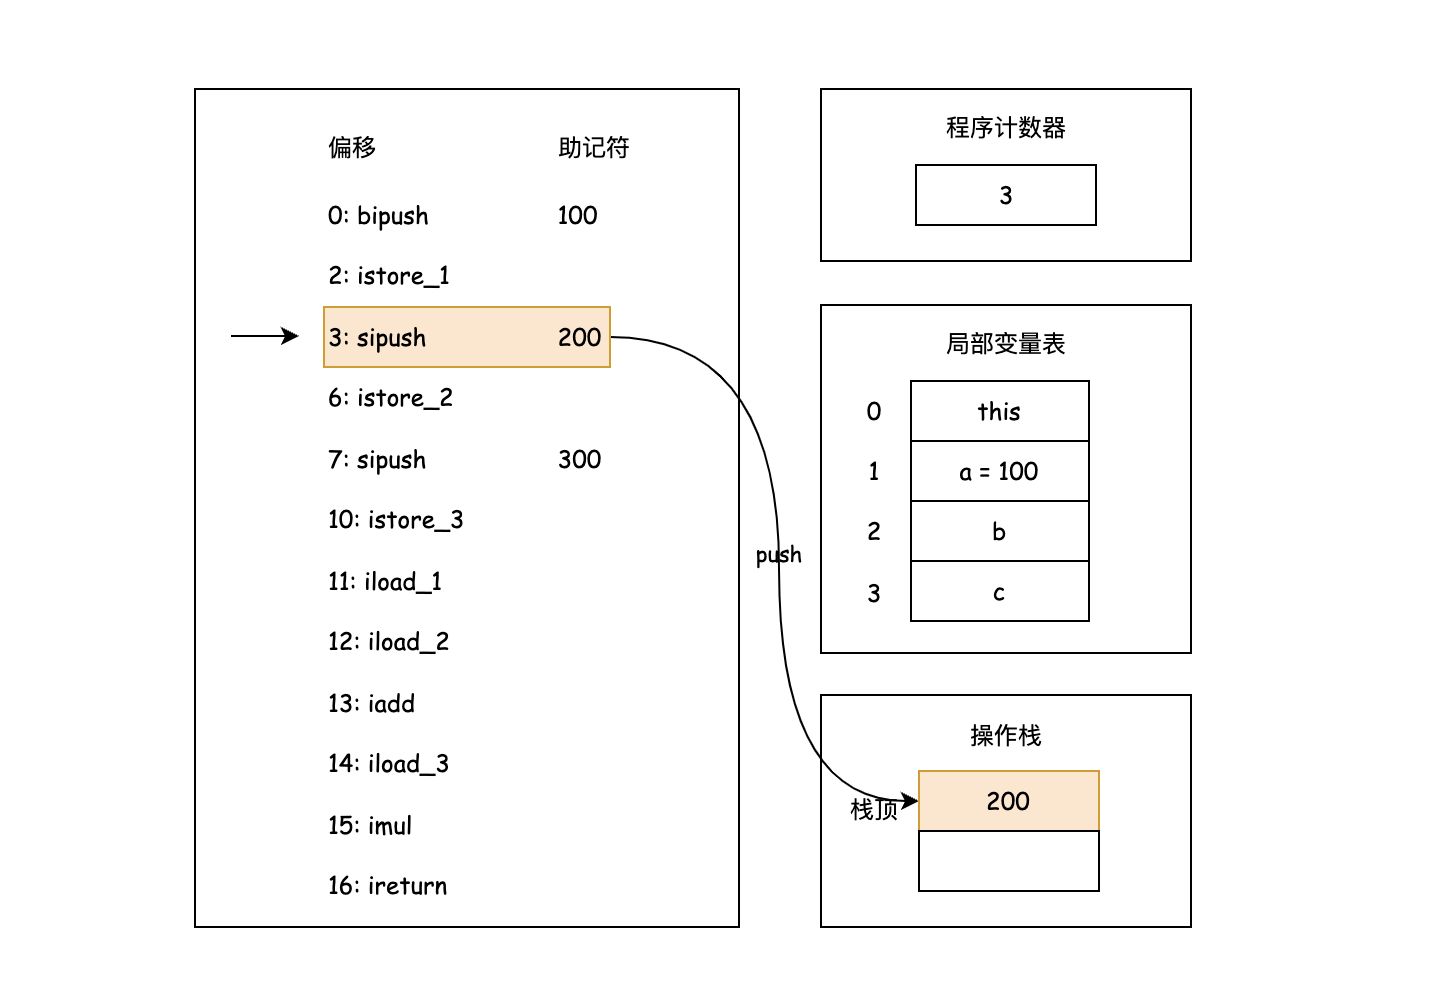 偏移 助记符
0: bipush 100
2: istore_1
3: sipush 200
6: istore_2
7: sipush 300
10: istore_3
11: iload_1
12: iload_2
13: iadd
14: iload_3
15: imul
16: ireturn
push
程序计数器
3
局部变量表
0 this
1 a = 100
2 b
3 c
操作栈
栈顶 200